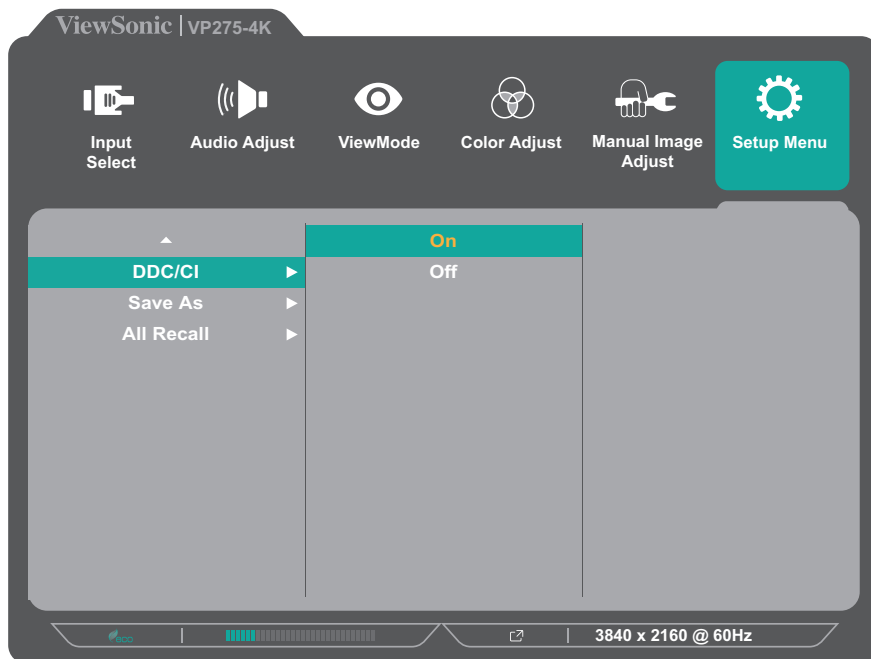 ViewSonic | VP275-4K
Input
Select
Audio Adjust
ViewMode
Color Adjust
Manual Image
Adjust
Setup Menu
On
DDC/CI
Off
Save As
All Recall
eco
3840 x 2160 @ 60Hz